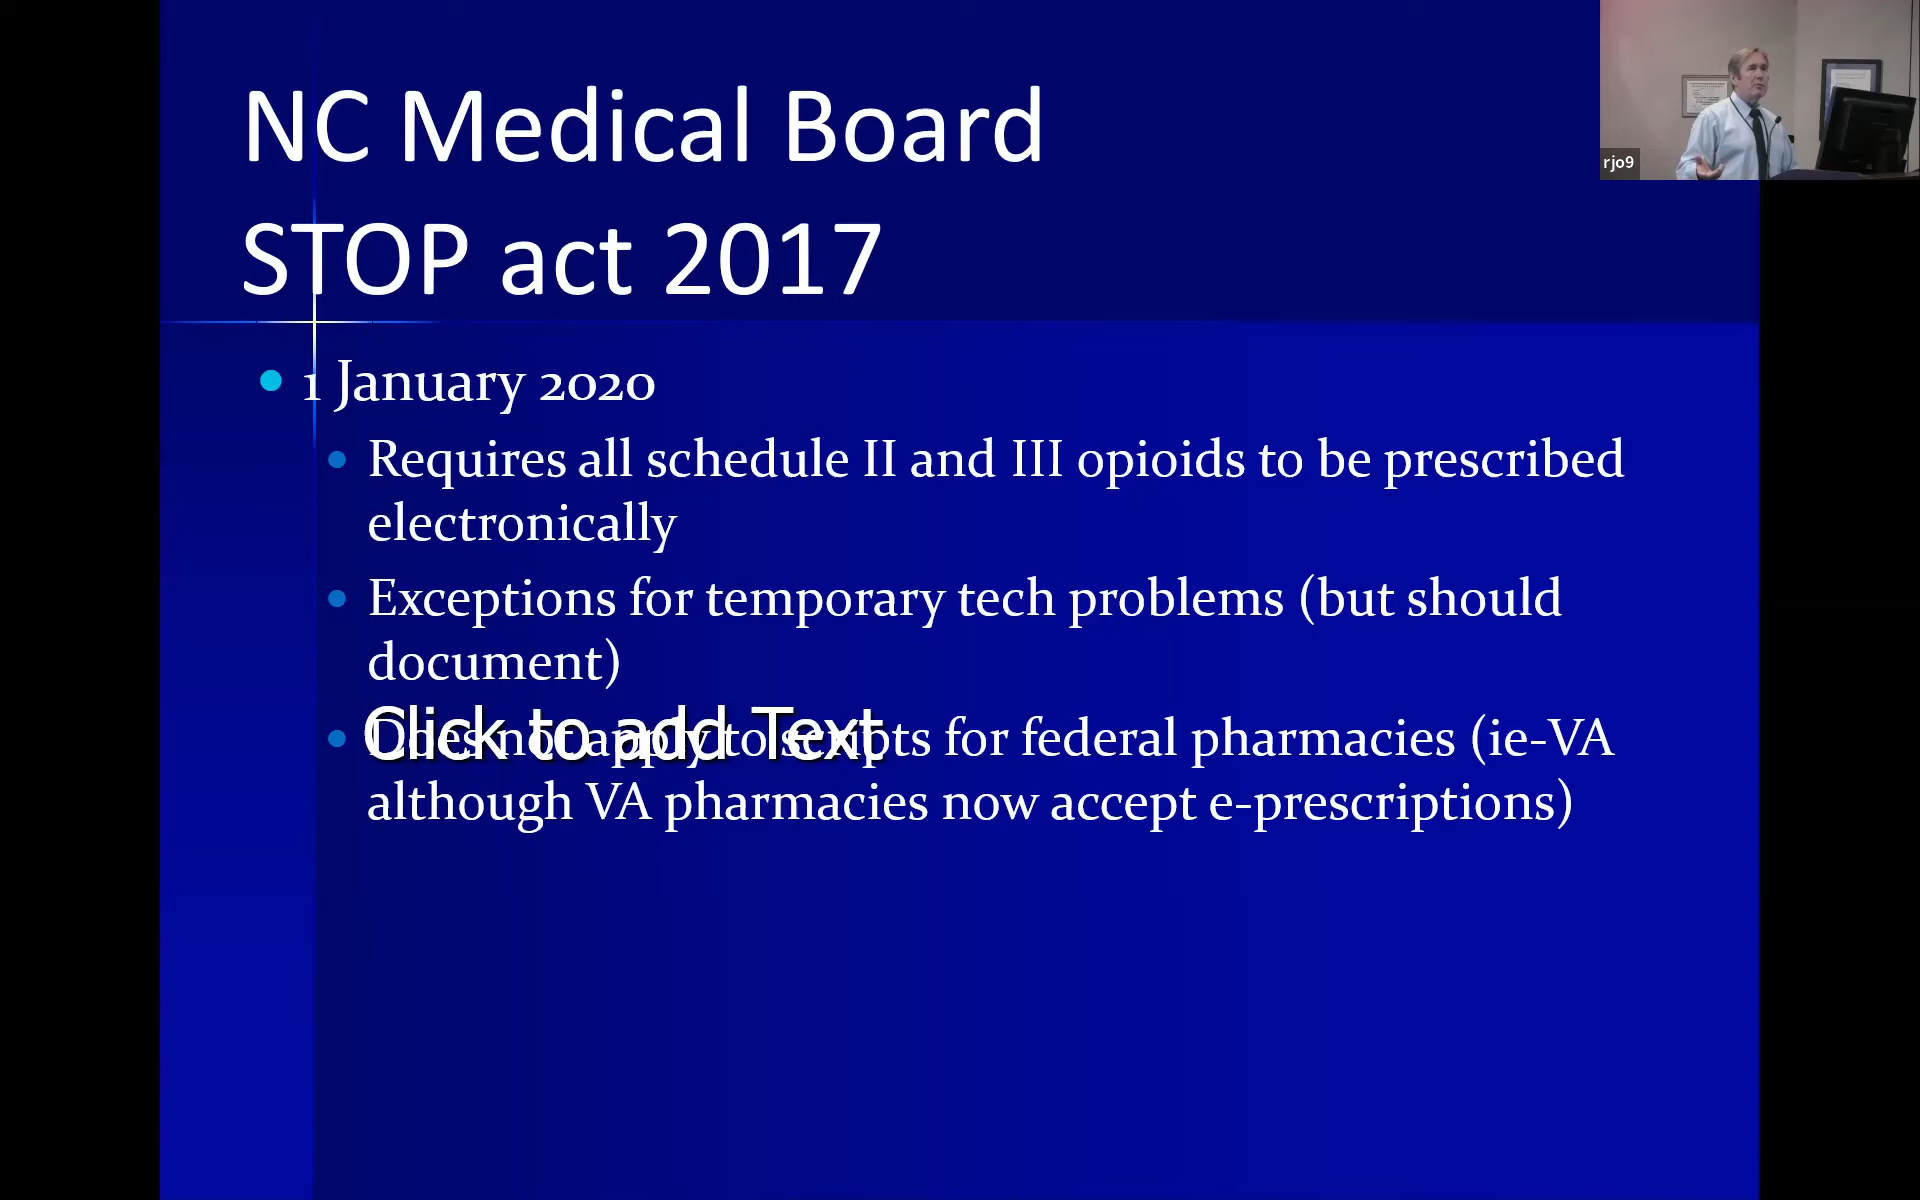 NC Medical Board
STOP act 2017
1 January 2020
Requires all schedule II and III opioids to be prescribed
electronically
Exceptions for temporary tech problems (but should
document)
Does not apply to scripts for federal pharmacies (ie-VA
although VA pharmacies now accept e-prescriptions)
Click to add Text
rjo9